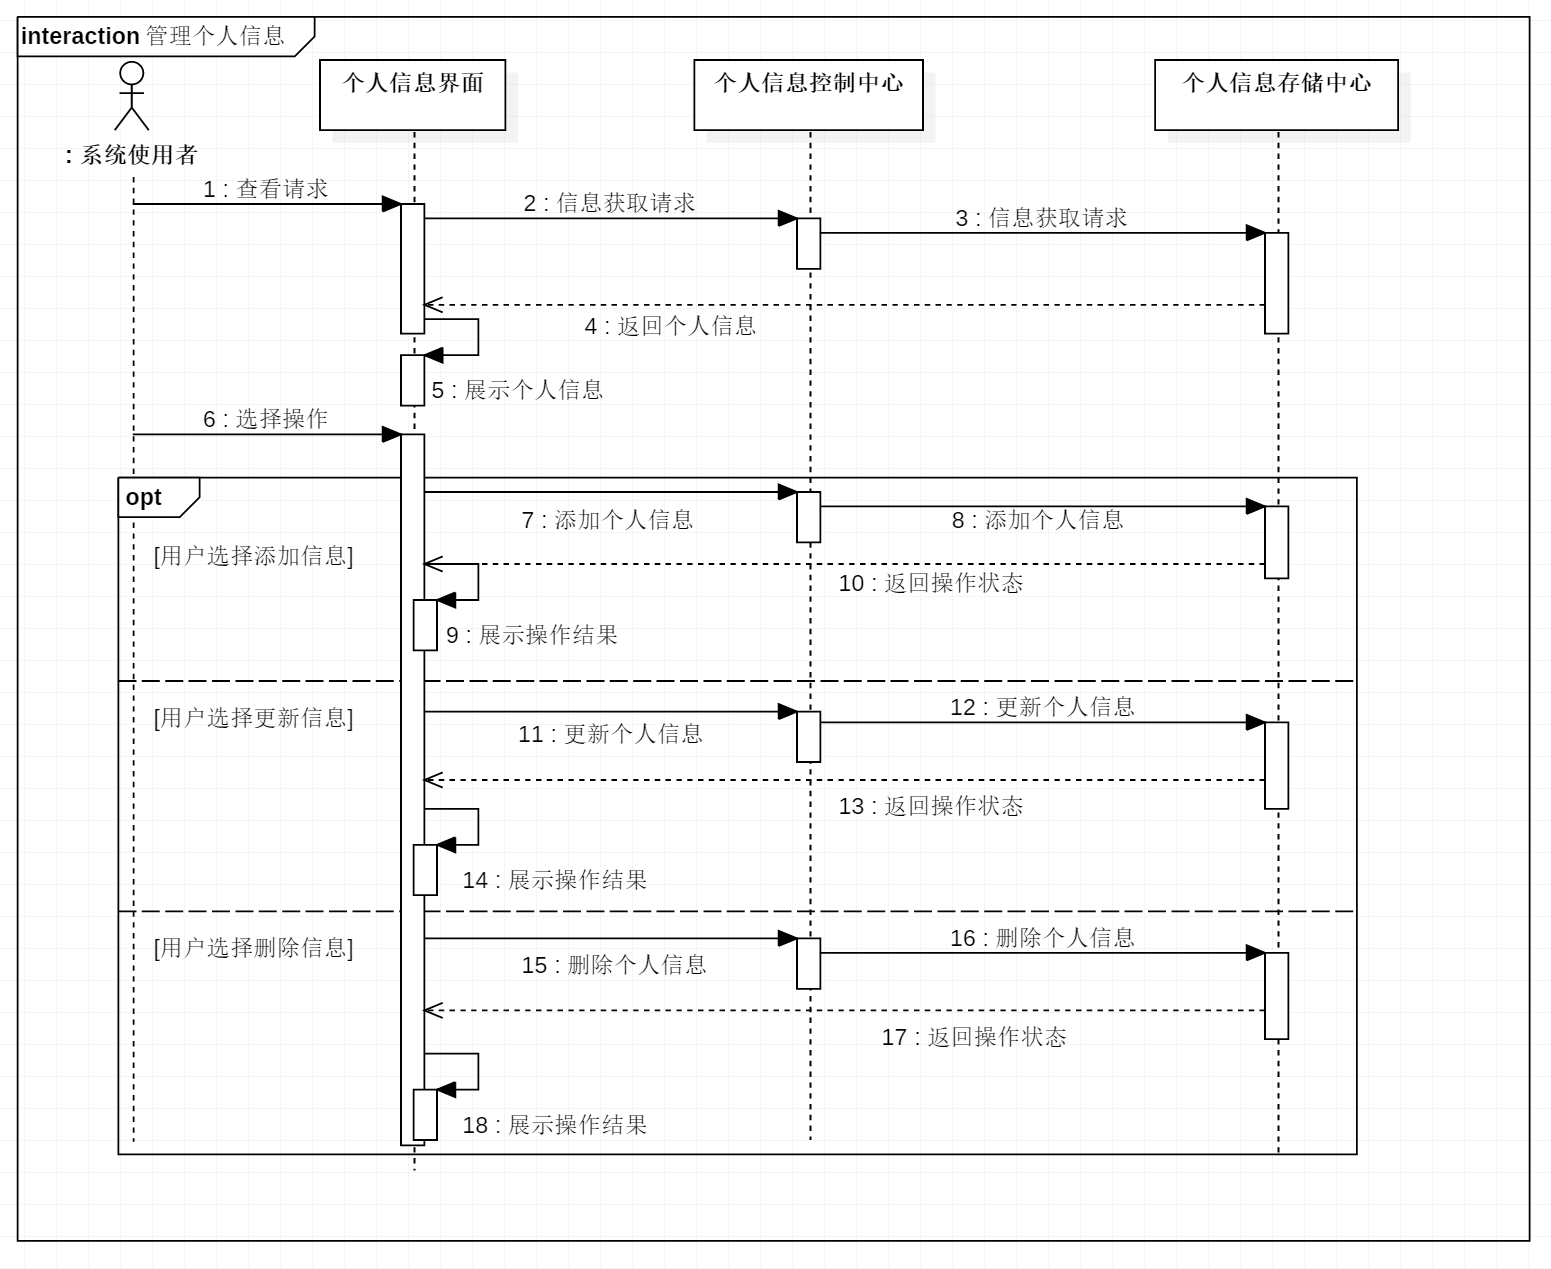 interaction 管理个人信息
个人信息界面
个人信息控制中心
个人信息存储中心
: 系统使用者
1 : 查看请求
2 : 信息获取请求
3 : 信息获取请求
4 : 返回个人信息
5 : 展示个人信息
6 : 选择操作
opt
7 : 添加个人信息
8 : 添加个人信息
[用户选择添加信息]
10 : 返回操作状态
9 : 展示操作结果
[用户选择更新信息]
12 : 更新个人信息
11 : 更新个人信息
13 : 返回操作状态
14 : 展示操作结果
[用户选择删除信息]
16 : 删除个人信息
15 : 删除个人信息
17 : 返回操作状态
18 : 展示操作结果